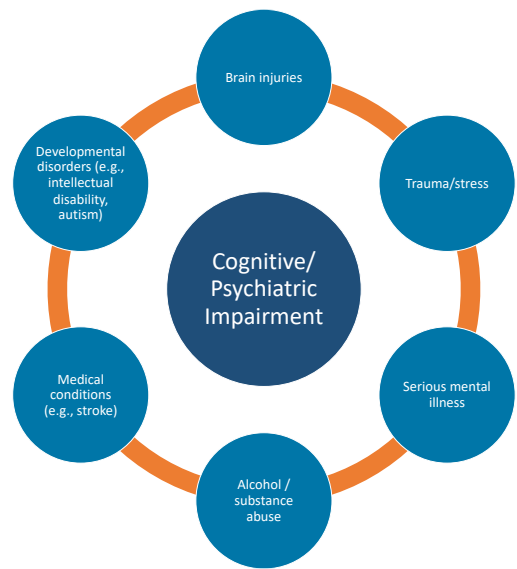 Brain injuries
Trauma/stress
Serious mental
illness
Alcohol /
substance
abuse
Medical
conditions
(e.g., stroke)
Developmental
disorders (e.g.,
intellectual
disability,
autism)
Cognitive/
Psychiatric
Impairment